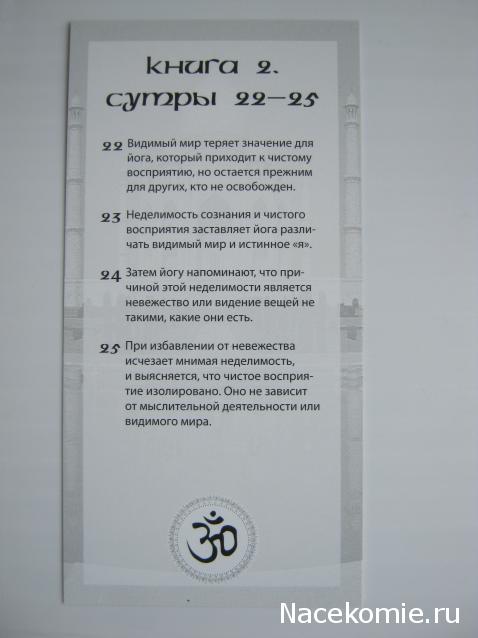 книга 2.
сутры 22–25
22 Видимый мир теряет значение для
йога, который приходит к чистому
восприятию, но остается прежним
для других, кто не освобожден.
23 Неделимость сознания и чистого
восприятия заставляет йога разли-
чать видимый мир и истинное «я».
24 Затем йогу напоминают, что при-
чиной этой неделимости является
невежество или видение вещей не
такими, какие они есть.
25 При избавлении от невежества
исчезает мнимая неделимость,
и выясняется, что чистое восприя-
тие изолировано. Оно не зависит
от мыслительной деятельности или
видимого мира.
ॐ
Nacekomie.ru